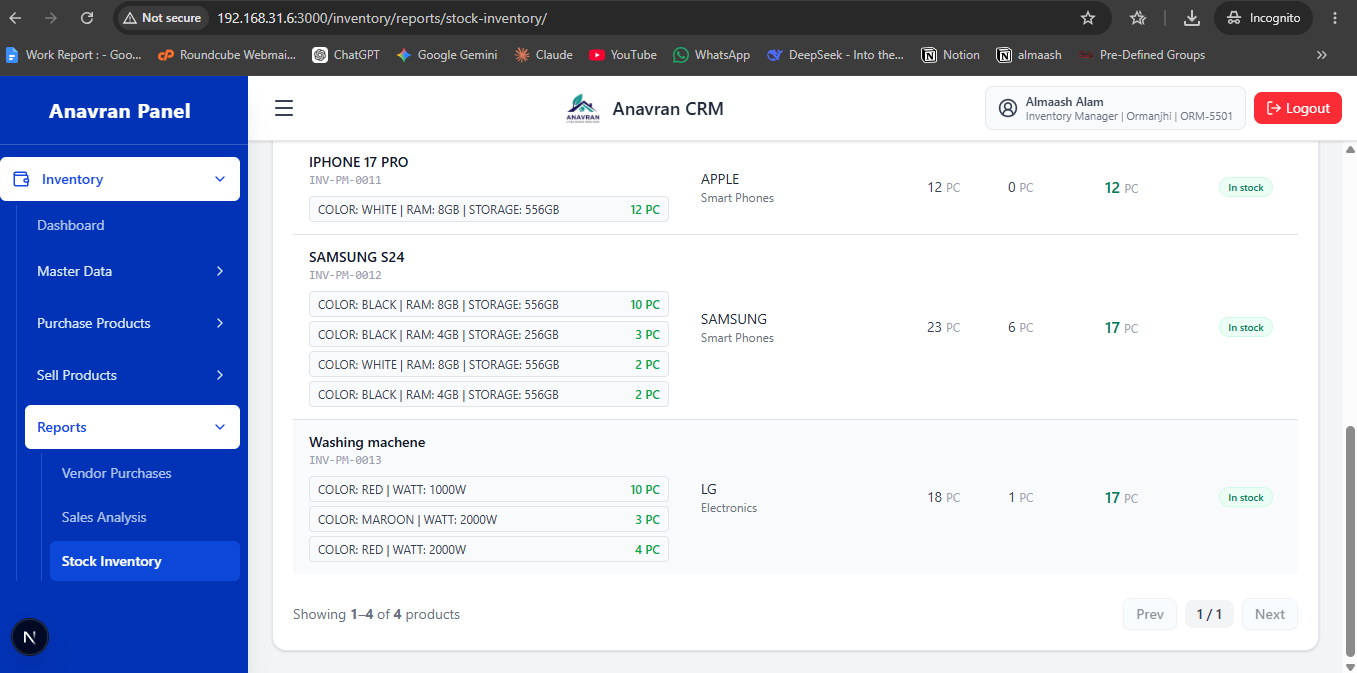 Not secure 192.168.31.6:3000/inventory/reports/stock-inventory/ Incognito
Work Report : - Goo... Roundcube Webmai... ChatGPT Google Gemini Claude YouTube WhatsApp DeepSeek - Into the... Notion almaash Pre-Defined Groups »
Anavran Panel
Inventory
Dashboard
Master Data
Purchase Products
Sell Products
Reports
Vendor Purchases
Sales Analysis
Stock Inventory
N
ANAVRAN
Anavran CRM
Almaash Alam
Inventory Manager | Ormanjhi | ORM-5501
Logout
IPHONE 17 PRO
INV-PM-0011
COLOR: WHITE | RAM: 8GB | STORAGE: 556GB 12 PC
APPLE
Smart Phones
12 PC 0 PC 12 PC In stock
SAMSUNG S24
INV-PM-0012
COLOR: BLACK | RAM: 8GB | STORAGE: 556GB 10 PC
COLOR: BLACK | RAM: 4GB | STORAGE: 256GB 3 PC
COLOR: WHITE | RAM: 8GB | STORAGE: 556GB 2 PC
COLOR: BLACK | RAM: 4GB | STORAGE: 556GB 2 PC
SAMSUNG
Smart Phones
23 PC 6 PC 17 PC In stock
Washing machene
INV-PM-0013
COLOR: RED | WATT: 1000W 10 PC
COLOR: MAROON | WATT: 2000W 3 PC
COLOR: RED | WATT: 2000W 4 PC
LG
Electronics
18 PC 1 PC 17 PC In stock
Showing 1–4 of 4 products
Prev 1 / 1 Next